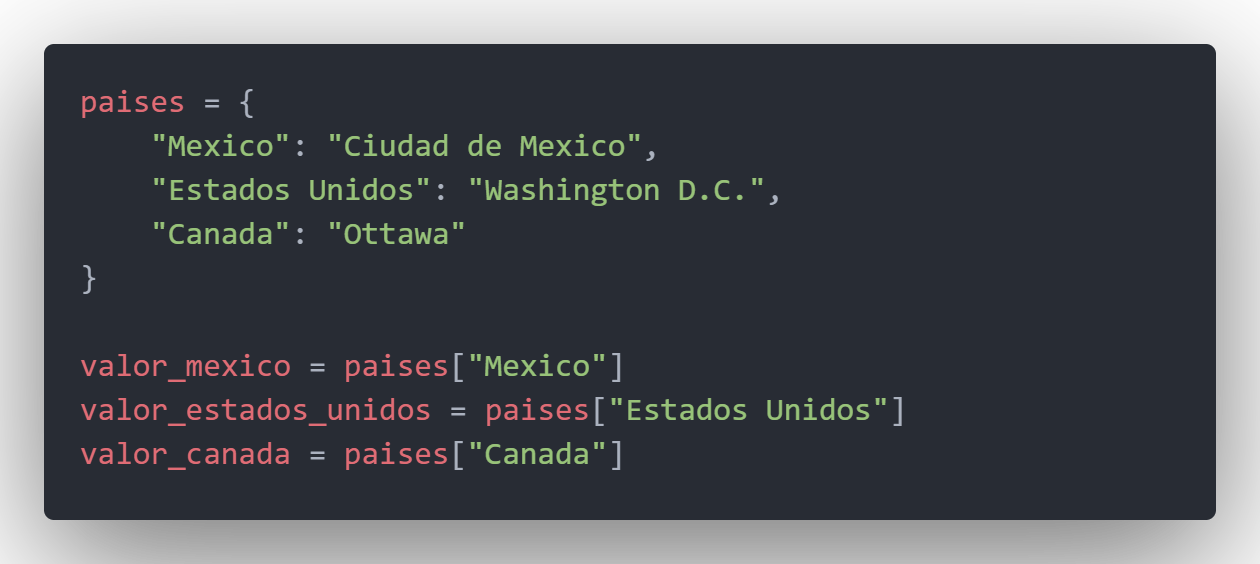 paises = {
    "Mexico": "Ciudad de Mexico",
    "Estados Unidos": "Washington D.C.",
    "Canada": "Ottawa"
}

valor_mexico = paises["Mexico"]
valor_estados_unidos = paises["Estados Unidos"]
valor_canada = paises["Canada"]